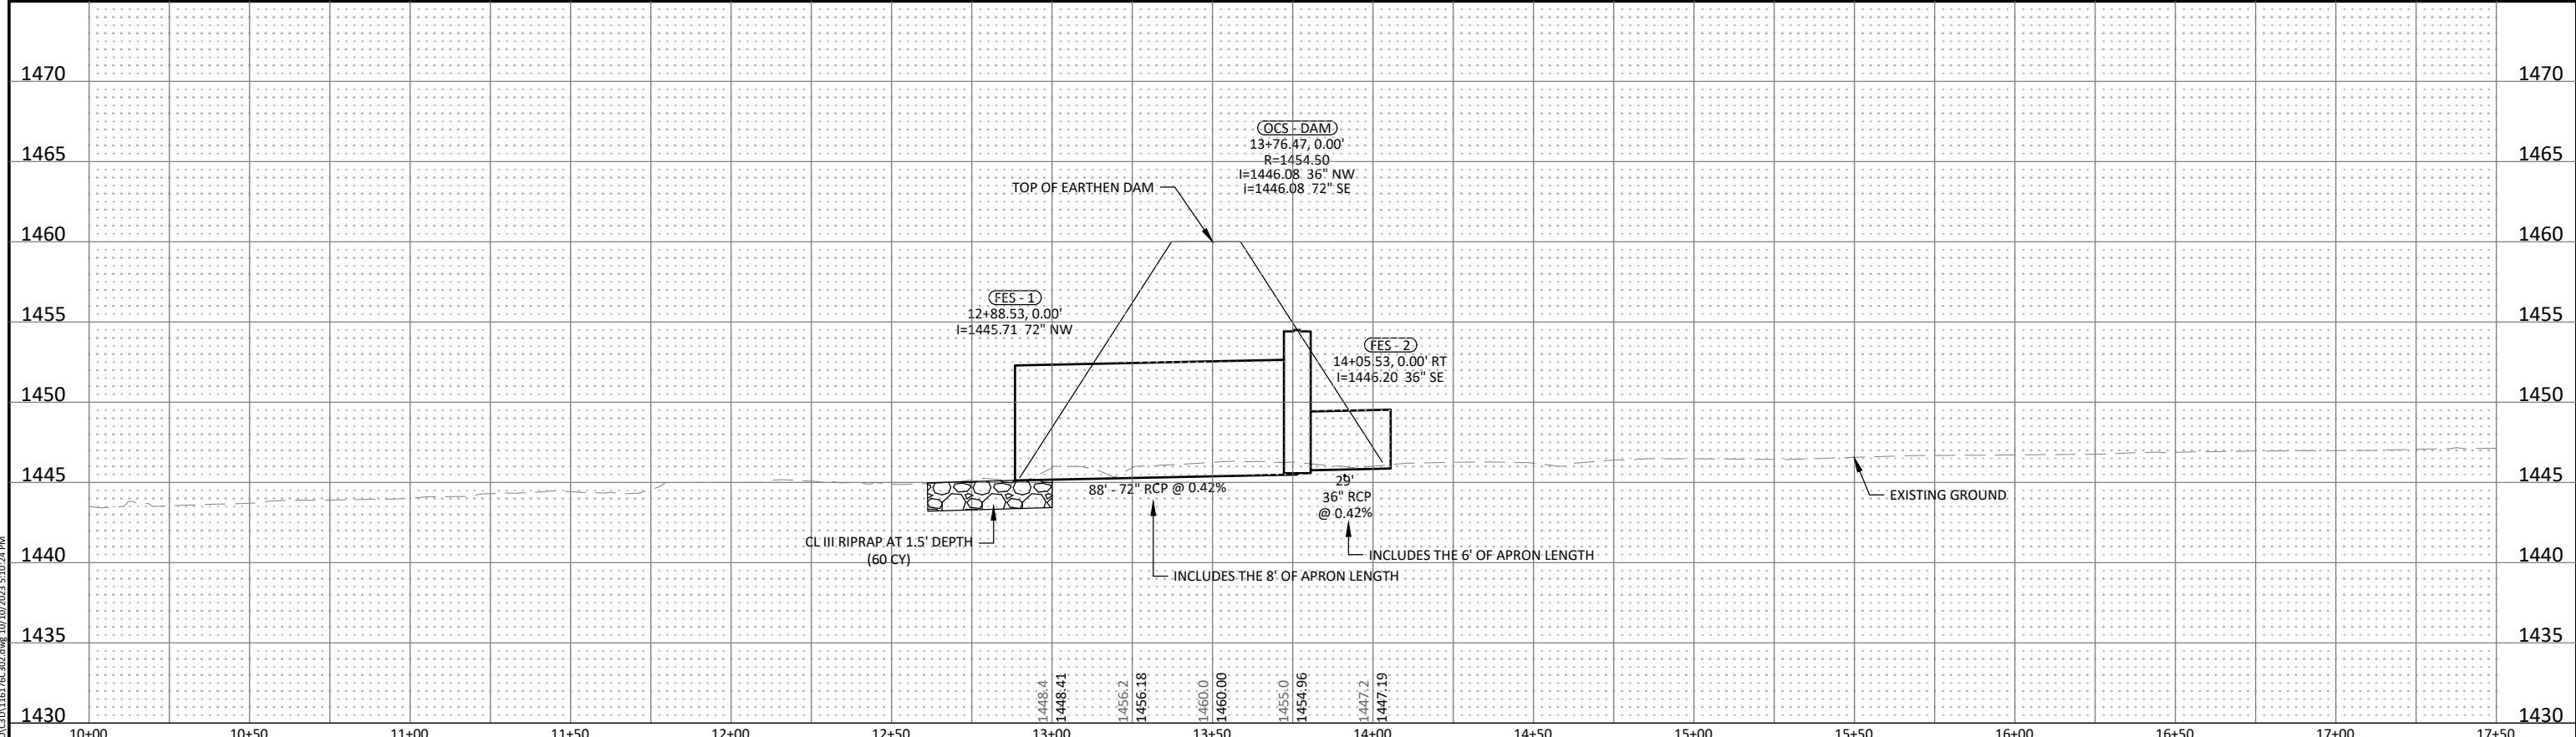 1470
1470
OCS - DAM
13+76.47, 0.00'
R=1454.50
I=1446.08 36" NW
i=1446.08 72" SE
1465
1465
TOP OF EARTHEN DAM
1460
1460
FES - 1
12+88.53, 0.00'
I=1445.71 72" NW
1455
1455
FES - 2
14+05.53, 0.00' RT
I=1446.20 36" SE
1450
1450
1445
1445
88' - 72" RCP @ 0.42%
29'
36" RCP
@ 0.42%
EXISTING GROUND
CL III RIPRAP AT 1.5' DEPTH
(60 CY)
INCLUDES THE 6' OF APRON LENGTH
INCLUDES THE 8' OF APRON LENGTH
1440
1440
1435
1435
1448.4
1448.41
1456.2
1456.18
1460.0
1460.00
1455.0
1454.96
1447.2
1447.19
1430
1430
10+00
10+50
11+00
11+50
12+00
12+50
13+00
13+50
14+00
14+50
15+00
15+50
16+00
16+50
17+00
17+50
10/10/2023 5:10:24 PM